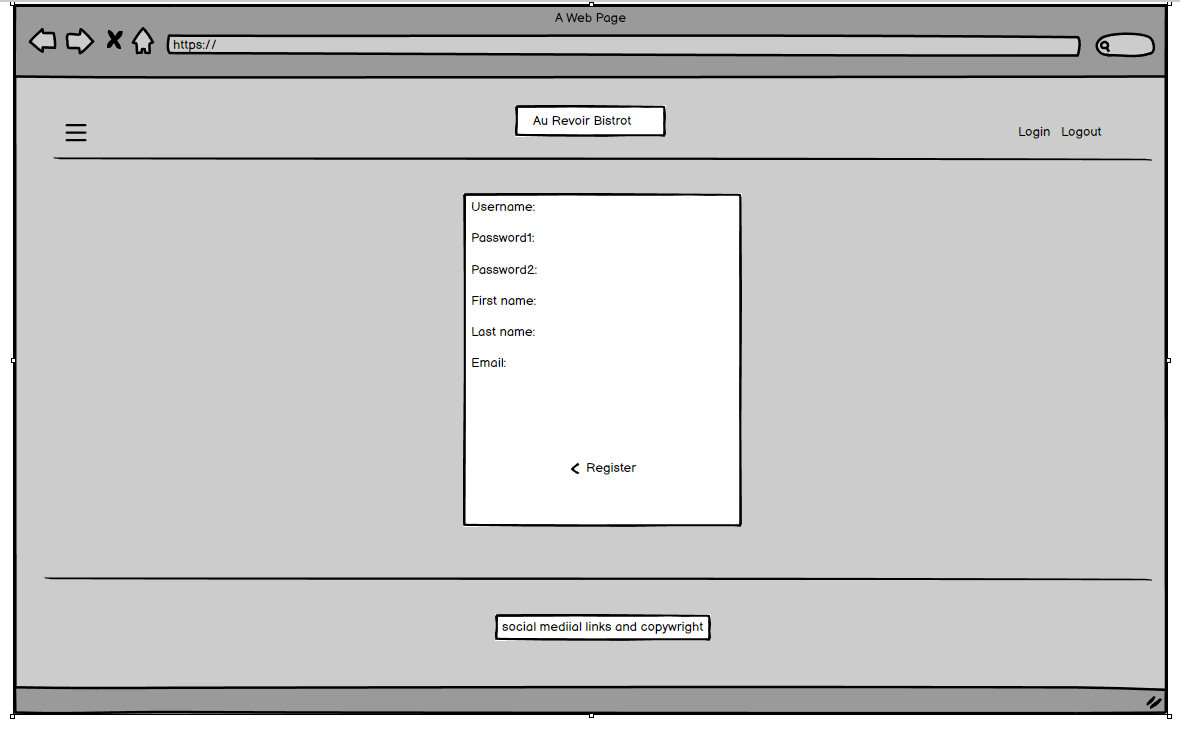 A Web Page
https://
Au Revoir Bistrot
Login Logout
Username:
Password1:
Password2:
First name:
Last name:
Email:
Register
social mediial links and copywright